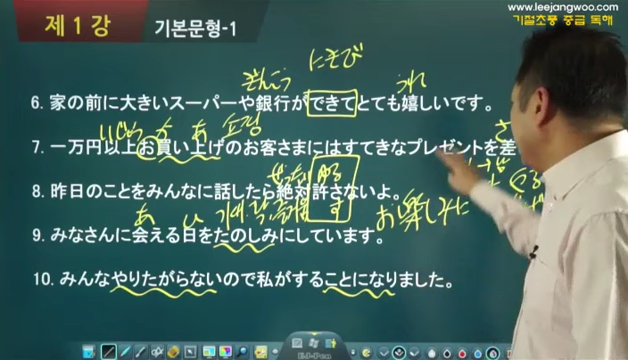 www.leejangwoo.com
기절초풍 중급 독해
제 1 강 기본문형-1
ぎんこう にきび うれ
6. 家の前に大きいスーパーや銀行ができてとても嬉しいです。
いじょう か あ さ
7. 一万円以上お買い上げのお客さまにはすてきなプレゼントを差
ぜったい
8. 昨日のことをみんなに話したら絶対許さないよ。
あ ひ お楽しみに
9. みなさんに会える日をたのしみにしています。
10. みんなやりたがらないので私がすることになりました。